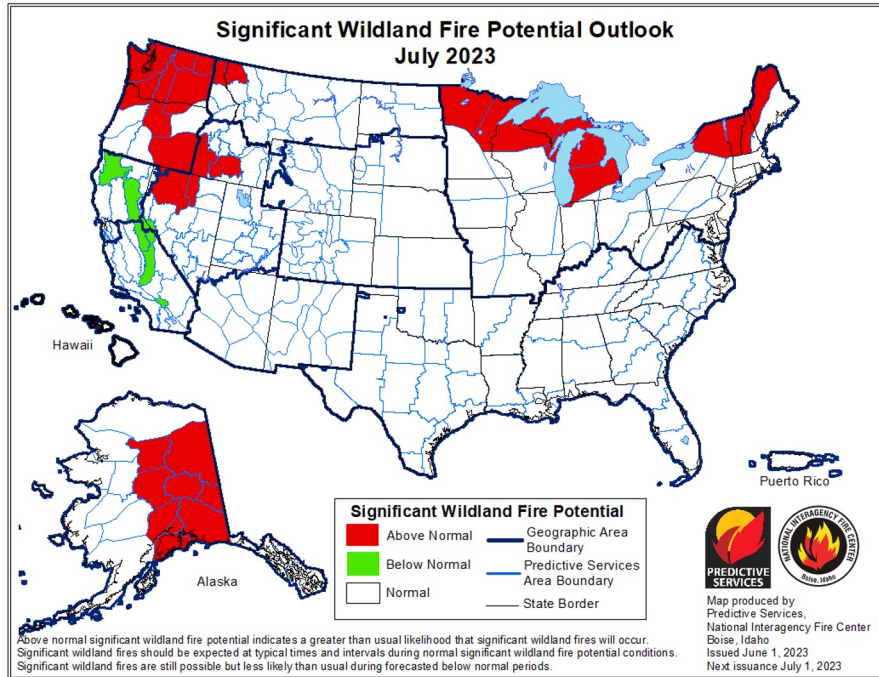 Significant Wildland Fire Potential Outlook
July 2023
Hawaii
Puerto Rico
Alaska
Significant Wildland Fire Potential
Above Normal
Below Normal
Normal
Geographic Area
Boundary
Predictive Services
Area Boundary
State Border
PREDICTIVE
SERVICES
NATIONAL INTERAGENCY FIRE CENTER
Boise, Idaho
Map produced by
Predictive Services,
National Interagency Fire Center
Boise, Idaho
Issued June 1, 2023
Next issuance July 1, 2023
Above normal significant wildland fire potential indicates a greater than usual likelihood that significant wildland fires will occur.
Significant wildland fires should be expected at typical times and intervals during normal significant wildland fire potential conditions.
Significant wildland fires are still possible but less likely than usual during forecasted below normal periods.